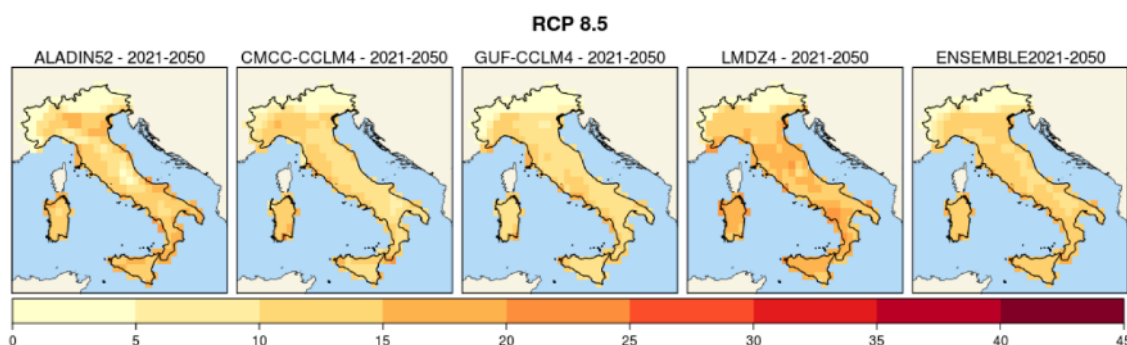 RCP 8.5
ALADIN52 - 2021-2050 CMCC-CCLM4 - 2021-2050 GUF-CCLM4 - 2021-2050 LMDZ4 - 2021-2050 ENSEMBLE2021-2050
0 5 10 15 20 25 30 35 40 45